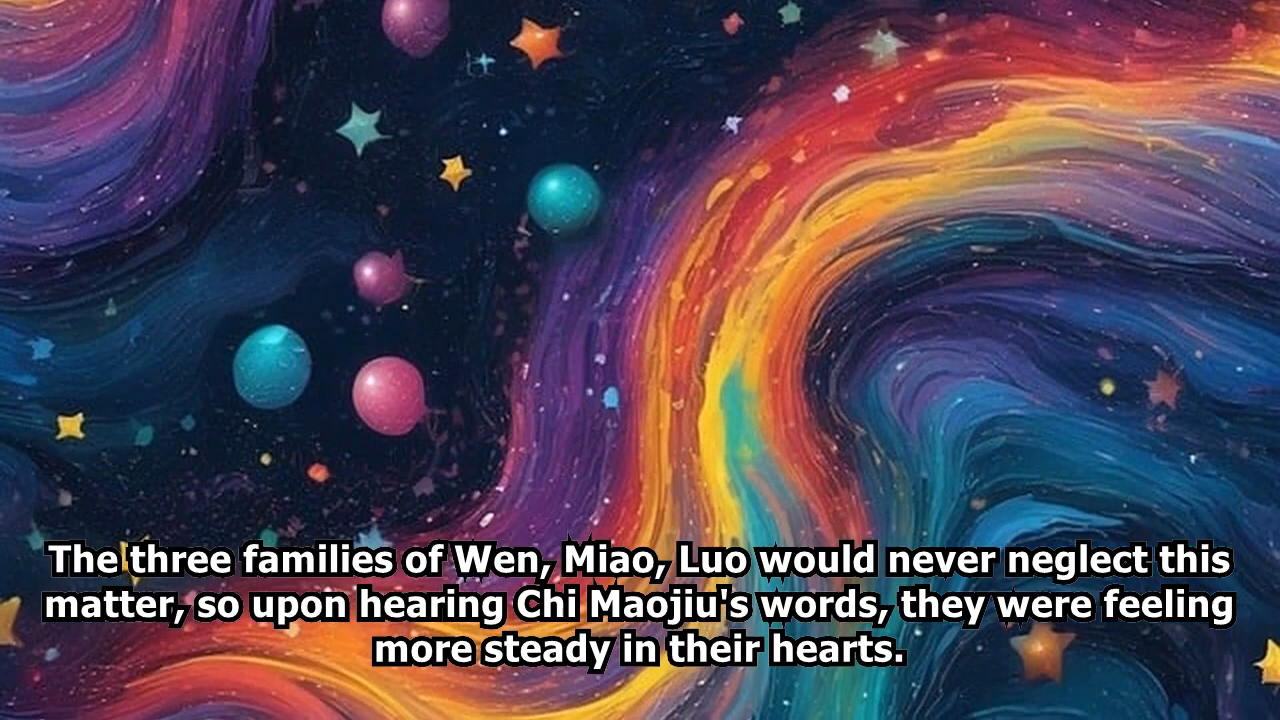 The three families of Wen, Miao, Luo would never neglect this
matter, so upon hearing Chi Maojiu's words, they were feeling
more steady in their hearts.